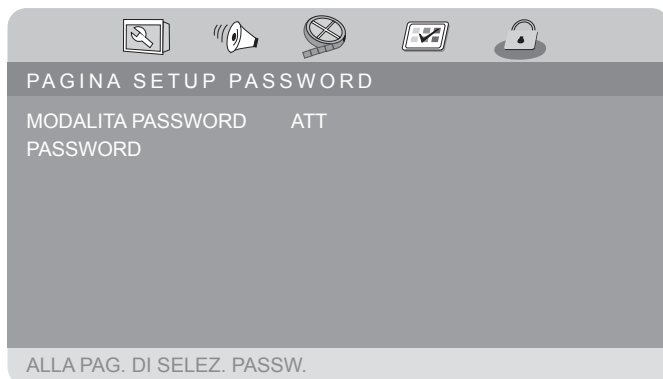 PAGINA SETUP PASSWORD
MODALITA PASSWORD ATT
PASSWORD
ALLA PAG. DI SELEZ. PASSW.